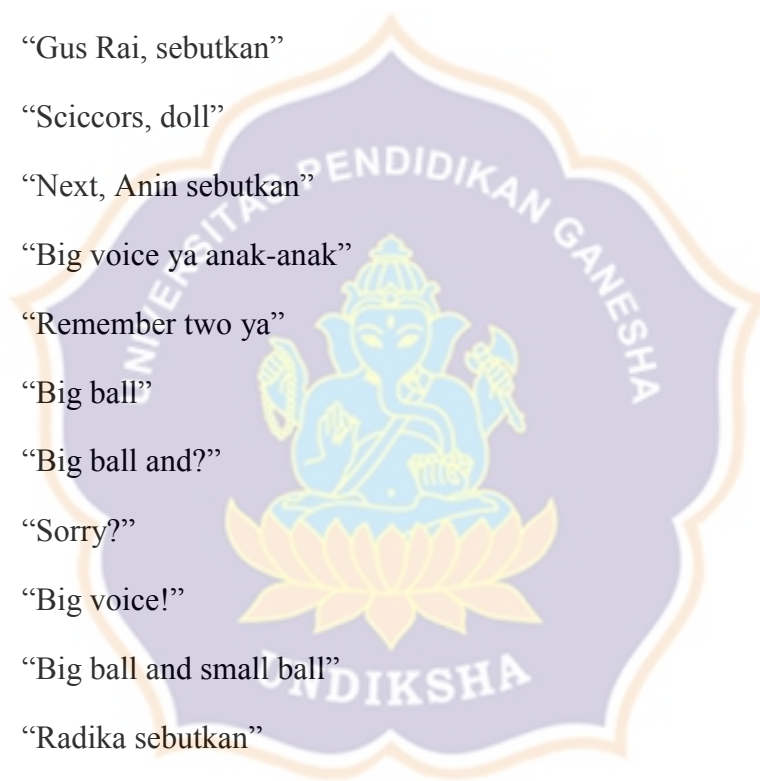 “Gus Rai, sebutkan”
“Sciccors, doll”
“Next, Anin sebutkan”
“Big voice ya anak-anak”
“Remember two ya”
“Big ball”
“Big ball and?”
“Sorry?”
“Big voice!”
“Big ball and small ball”
“Radika sebutkan”
UNIVERSITAS PENDIDIKAN GANESHA
UNDIKSHA